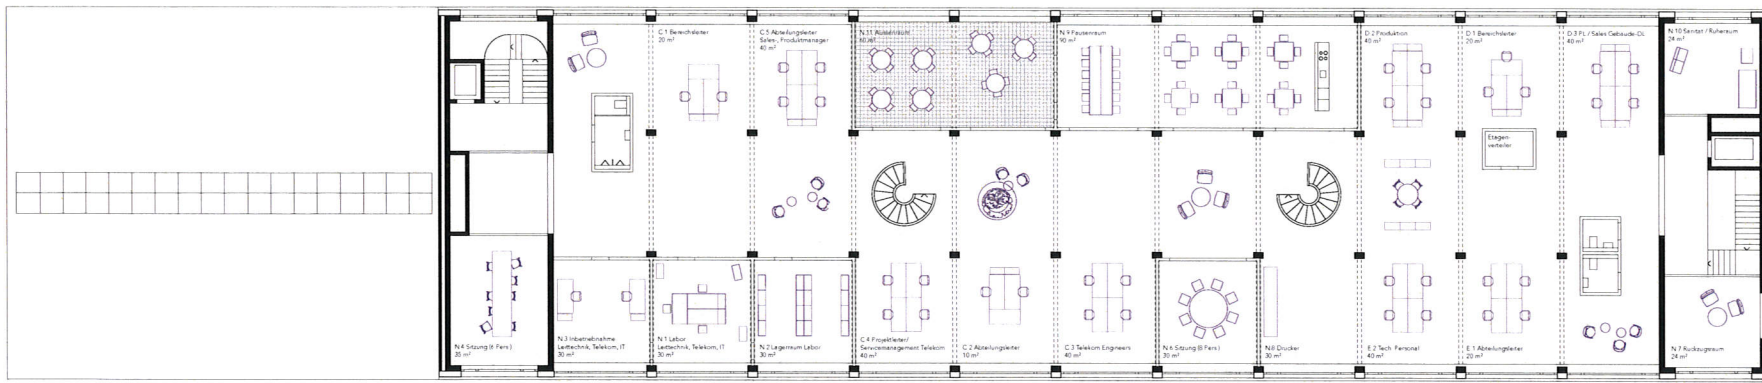 C 1 Bereichsleiter
20 m²
C.5 Abteilungsleiter
Sales-, Produktmanager
40 m²
N.11 Aussenraum
60 m²
N 9 Pausenraum
90 m²
D 2 Produktion
40 m²
D 1 Bereichsleiter
20 m²
D.3 PL / Sales Gebäude-DL
40 m²
N.10 Sanität / Ruheraum
24 m²
Etagen-
verteiler
N.4 Sitzung (6 Pers.)
35 m²
N.3 Inbetriebnahme
Leittechnik, Telekom, IT
30 m²
N.1 Labor
Leittechnik, Telekom, IT
30 m²
N.2 Lagerraum Labor
30 m²
C.4 Projektleiter/
Servicemanagement Telekom
40 m²
C 2 Abteilungsleiter
10 m²
C.3 Telekom Engineers
40 m²
N.6 Sitzung (8 Pers.)
30 m²
N.8 Drucker
30 m²
E.2 Tech. Personal
40 m²
E.1 Abteilungsleiter
20 m²
N.7 Rückzugsraum
24 m²